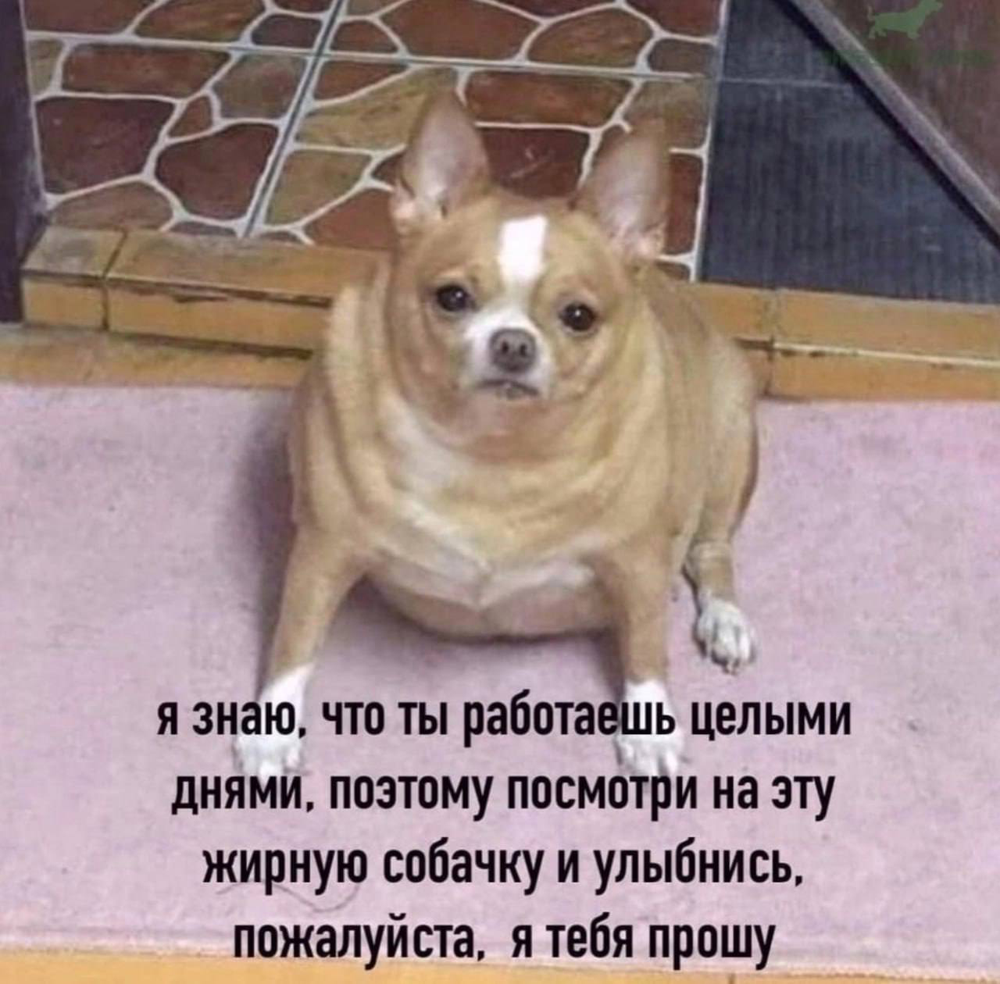 я знаю, что ты работаешь целыми
днями, поэтому посмотри на эту
жирную собачку и улыбнись,
пожалуйста, я тебя прошу